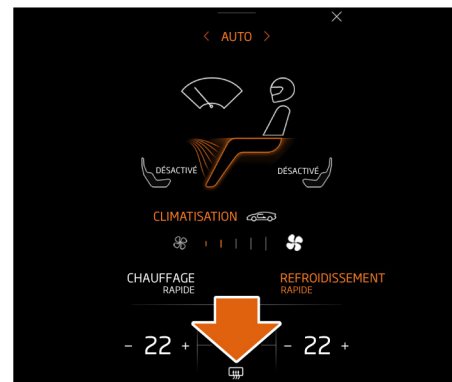 < AUTO >
DÉSACTIVÉ
DÉSACTIVÉ
CLIMATISATION
CHAUFFAGE
RAPIDE
REFROIDISSEMENT
RAPIDE
- 22 +
- 22 +